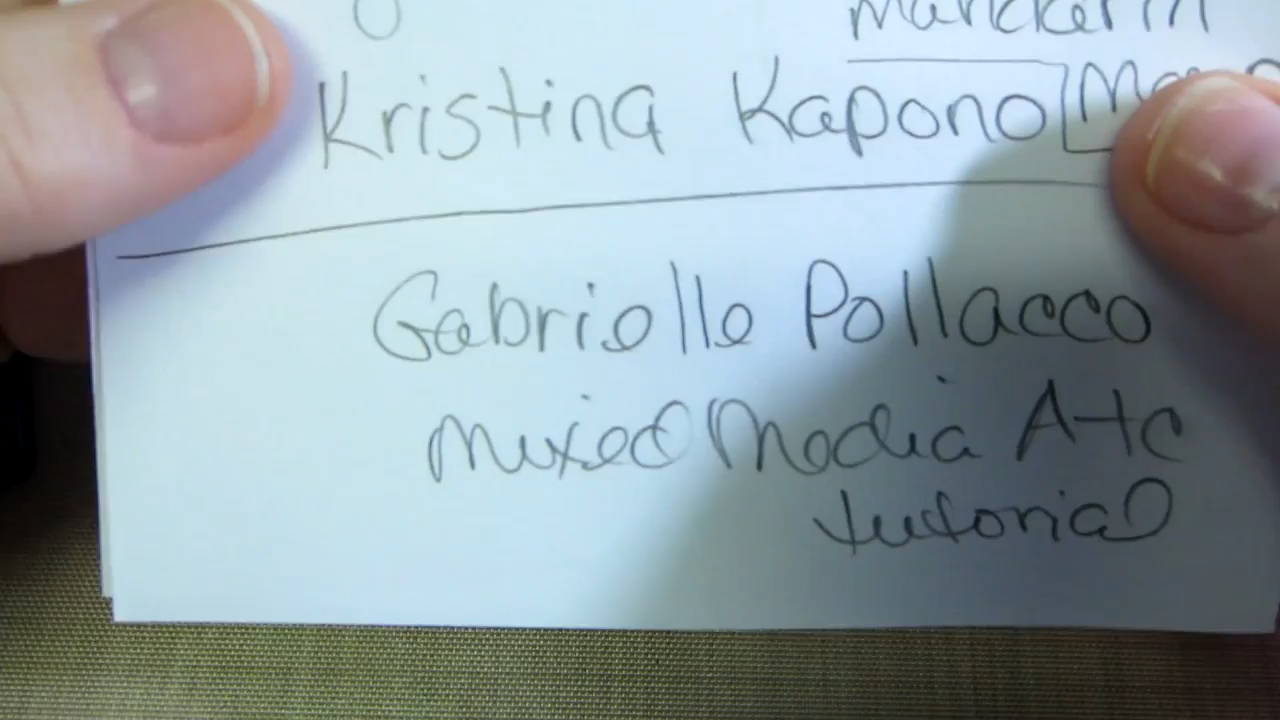 Kristina Kapono
Gabrielle Pollacco
Mixed Media Atc
tutorial